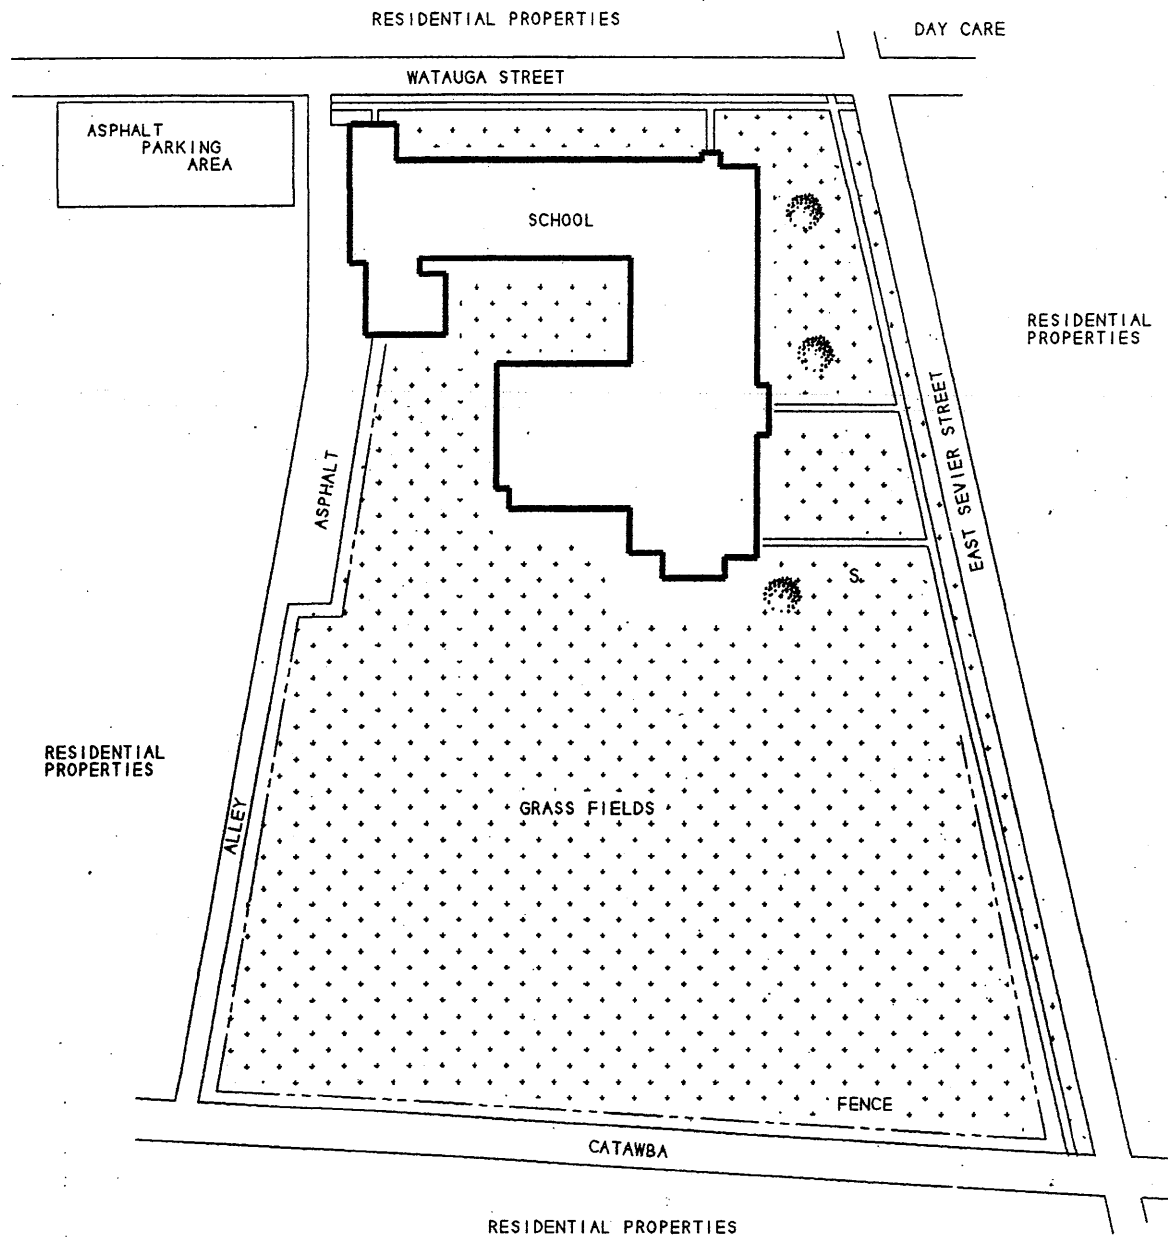 RESIDENTIAL PROPERTIES
DAY CARE
WATAUGA STREET
ASPHALT
PARKING
AREA
SCHOOL
RESIDENTIAL
PROPERTIES
EAST SEVIER STREET
ASPHALT
S.
RESIDENTIAL
PROPERTIES
GRASS FIELDS
ALLEY
FENCE
CATAWBA
RESIDENTIAL PROPERTIES